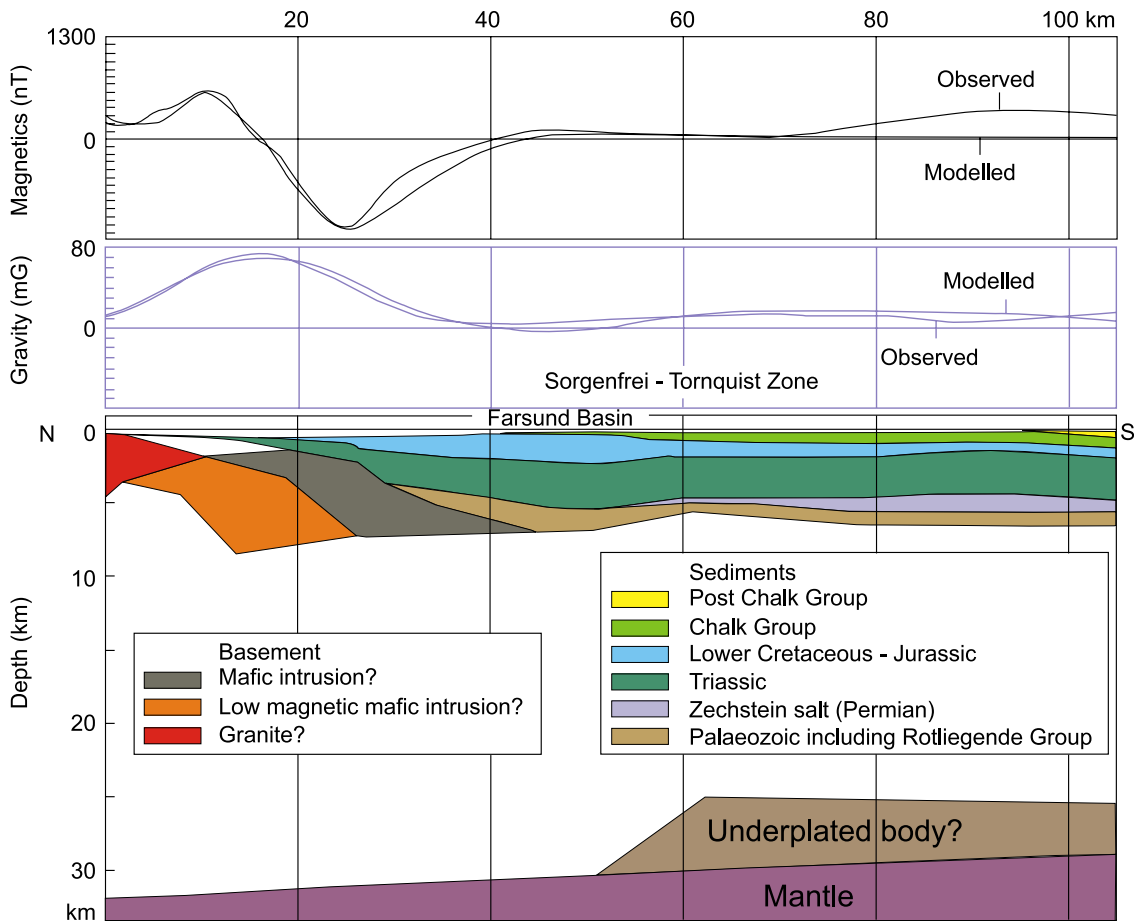 20 40 60 80 100 km
1300
Magnetics (nT)
0
Observed
Modelled
80
Gravity (mG)
0
Modelled
Observed
Sorgenfrei - Tornquist Zone
Farsund Basin
N
S
0
10
20
30
km
Depth (km)
Basement
Mafic intrusion?
Low magnetic mafic intrusion?
Granite?
Sediments
Post Chalk Group
Chalk Group
Lower Cretaceous - Jurassic
Triassic
Zechstein salt (Permian)
Palaeozoic including Rotliegende Group
Underplated body?
Mantle